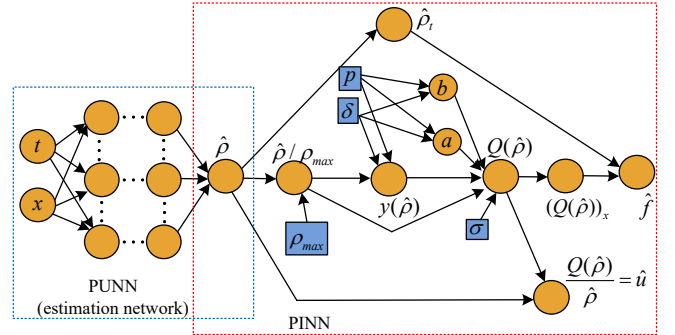 ρ̂_t
p
b
δ
a
t
x
ρ̂
ρ̂ / ρ_max
Q(ρ̂)
y(ρ̂)
(Q(ρ̂))_x
f̂
ρ_max
σ
Q(ρ̂)/ρ̂ = û
PUNN
(estimation network)
PINN